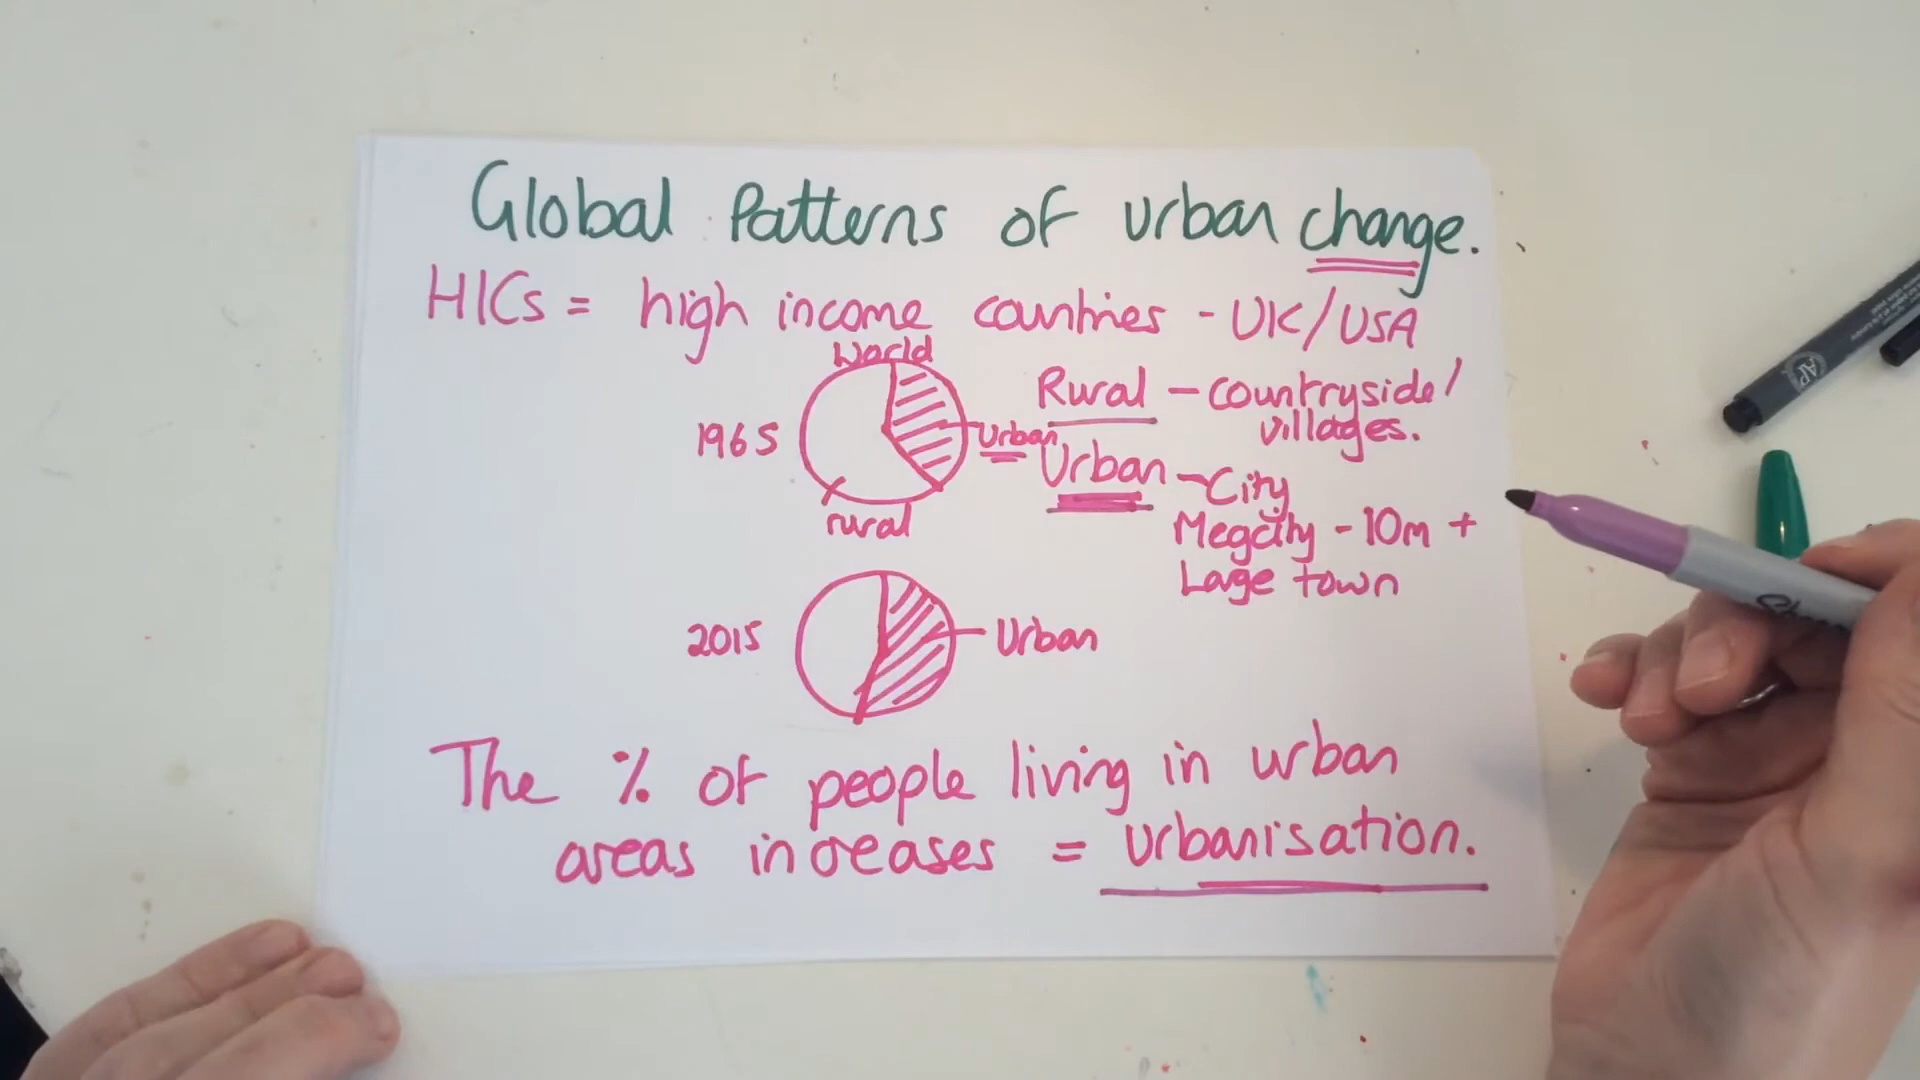 Global Patterns of urban change.
HICs = high income countries - UK/USA
World
1965
Urban
rural
Rural - countryside/
villages.
Urban - City
Megcity - 10m +
Lage town
2015
Urban
The % of people living in urban
areas increases = urbanisation.
AP